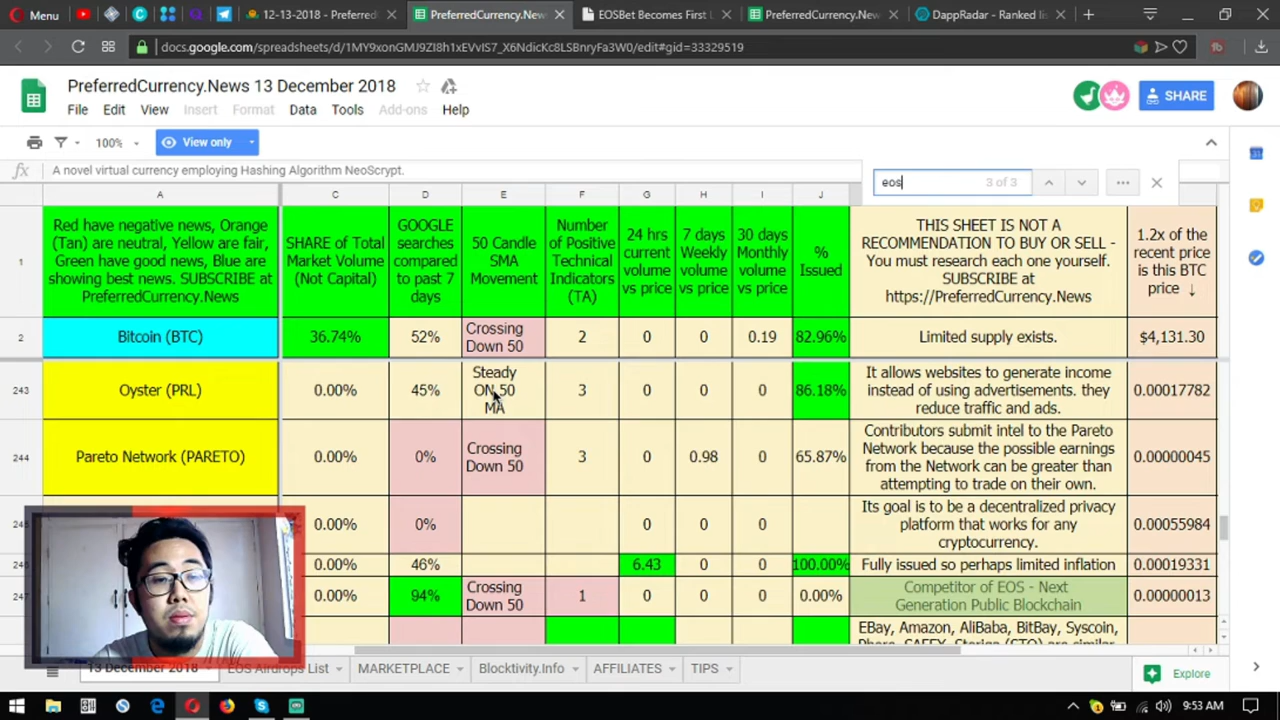 Menu
12-13-2018 - Preferred
PreferredCurrency.New
EOSBet Becomes First L
PreferredCurrency.New
DappRadar - Ranked li
docs.google.com/spreadsheets/d/1MY9xonGMJ9ZI8h1xEVvIS7_X6NdicKc8LSBnryFa3W0/edit#gid=33329519
PreferredCurrency.News 13 December 2018
File Edit View Insert Format Data Tools Add-ons Help
SHARE
100% View only
fx A novel virtual currency employing Hashing Algorithm NeoScrypt.
eos 3 of 3
A C D E F G H I J
1
Red have negative news, Orange
(Tan) are neutral, Yellow are fair,
Green have good news, Blue are
showing best news. SUBSCRIBE at
PreferredCurrency.News
SHARE of Total
Market Volume
(Not Capital)
GOOGLE
searches
compared
to past 7
days
50 Candle
SMA
Movement
Number
of Positive
Technical
Indicators
(TA)
24 hrs
current
volume
vs price
7 days
Weekly
volume
vs price
30 days
Monthly
volume
vs price
%
Issued
THIS SHEET IS NOT A
RECOMMENDATION TO BUY OR SELL -
You must research each one yourself.
SUBSCRIBE at
https://PreferredCurrency.News
1.2x of the
recent price
is this BTC
price ↓
2 Bitcoin (BTC) 36.74% 52% Crossing
Down 50 2 0 0 0.19 82.96% Limited supply exists. $4,131.30
243 Oyster (PRL) 0.00% 45% Steady
ON 50
MA
3 0 0 0 86.18% It allows websites to generate income
instead of using advertisements. they
reduce traffic and ads.
0.00017782
244 Pareto Network (PARETO) 0.00% 0% Crossing
Down 50
3 0 0.98 0 65.87% Contributors submit intel to the Pareto
Network because the possible earnings
from the Network can be greater than
attempting to trade on their own.
0.00000045
0.00% 0% 0 0 0 Its goal is to be a decentralized privacy
platform that works for any
cryptocurrency.
0.00055984
0.00% 46% 6.43 0 0 100.00% Fully issued so perhaps limited inflation 0.00019331
247 0.00% 94% Crossing
Down 50
1 0 0 0 0.00% Competitor of EOS - Next
Generation Public Blockchain
0.00000013
EBay, Amazon, AliBaba, BitBay, Syscoin,
13 December 2018 EOS Airdrops List MARKETPLACE Blocktivity.Info AFFILIATES TIPS
Explore
9:53 AM